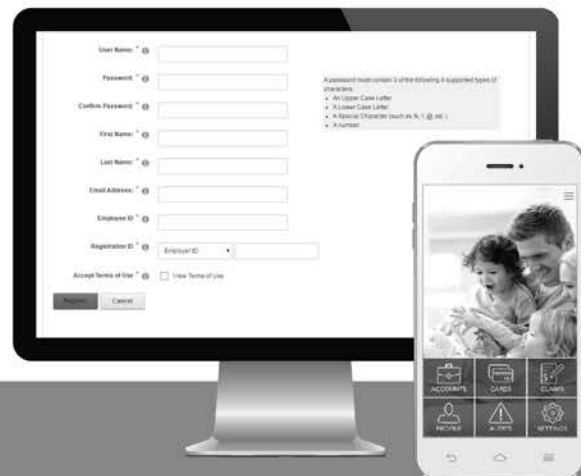 User Name: *
Password: *
Confirm Password: *
First Name: *
Last Name: *
Email Address: *
Employee ID *
Registration ID *
Employer ID
Accept Terms of Use *
View Terms of Use
Register
Cancel
A password must contain 3 of the following 4 supported types of
characters
• An Upper Case Letter
• A Lower Case Letter
• A Special Character (such as %, !, @, etc.)
• A number
ACCOUNTS
CARDS
CLAIMS
PROFILE
ALERTS
SETTINGS